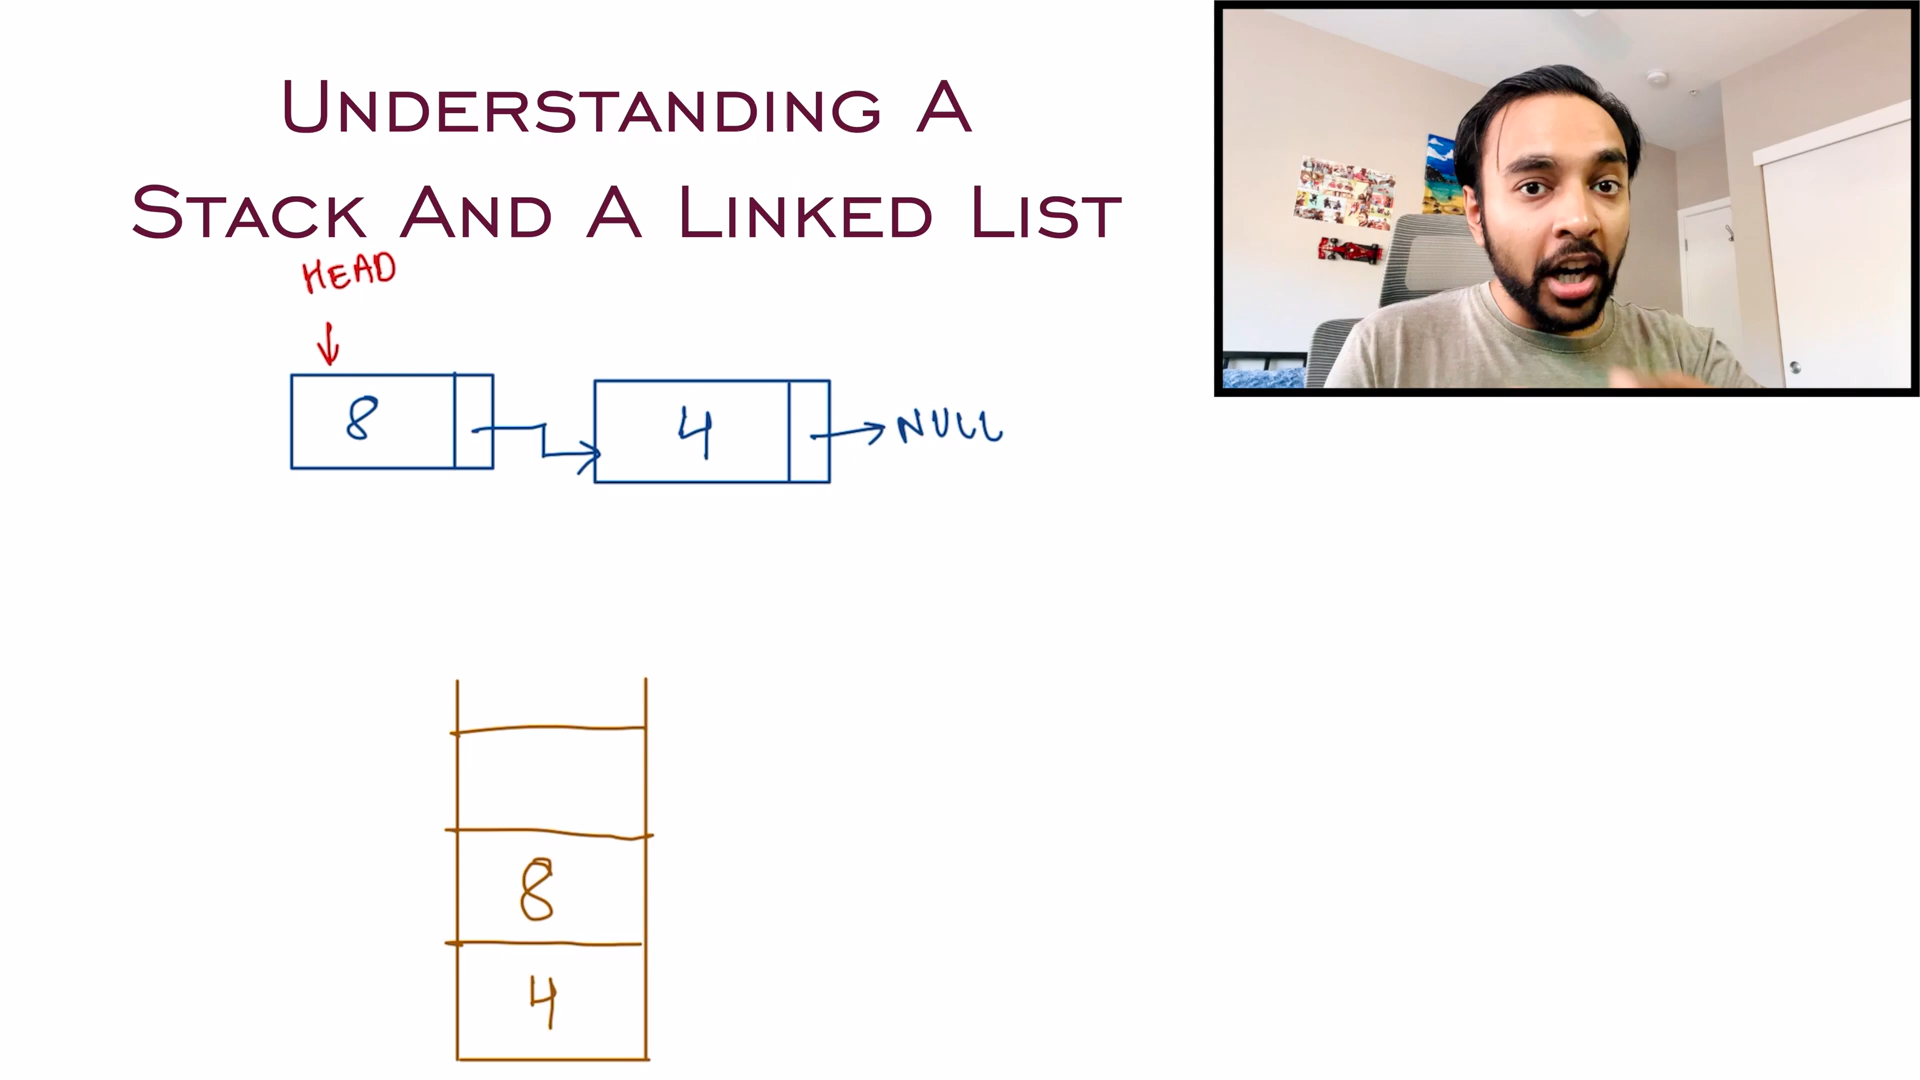 UNDERSTANDING A
STACK AND A LINKED LIST
HEAD
8 4 NULL
8
4